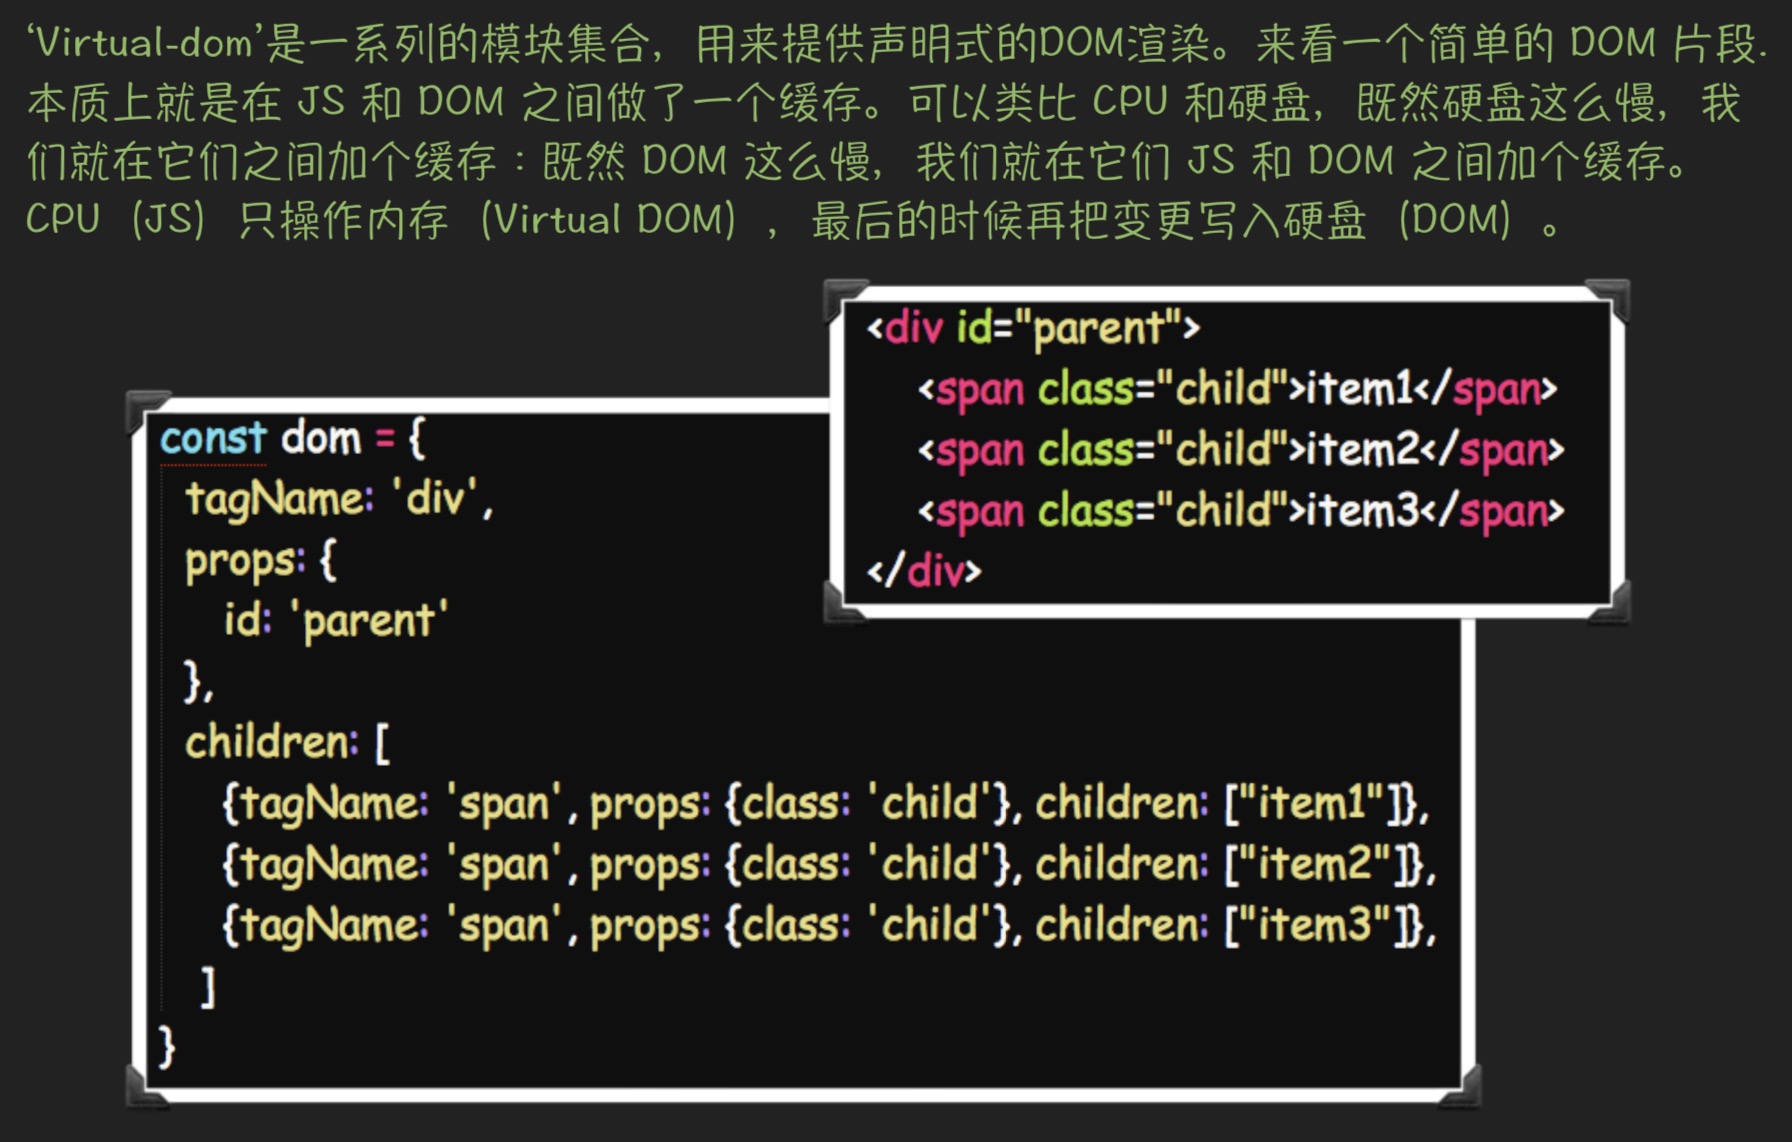 ‘Virtual-dom’是一系列的模块集合，用来提供声明式的DOM渲染。来看一个简单的 DOM 片段.
本质上就是在 JS 和 DOM 之间做了一个缓存。可以类比 CPU 和硬盘，既然硬盘这么慢，我
们就在它们之间加个缓存：既然 DOM 这么慢，我们就在它们 JS 和 DOM 之间加个缓存。
CPU（JS）只操作内存（Virtual DOM），最后的时候再把变更写入硬盘（DOM）。
<div id="parent">
    <span class="child">item1</span>
    <span class="child">item2</span>
    <span class="child">item3</span>
</div>
const dom = {
  tagName: 'div',
  props: {
    id: 'parent'
  },
  children: [
    {tagName: 'span', props: {class: 'child'}, children: ["item1"]},
    {tagName: 'span', props: {class: 'child'}, children: ["item2"]},
    {tagName: 'span', props: {class: 'child'}, children: ["item3"]},
  ]
}